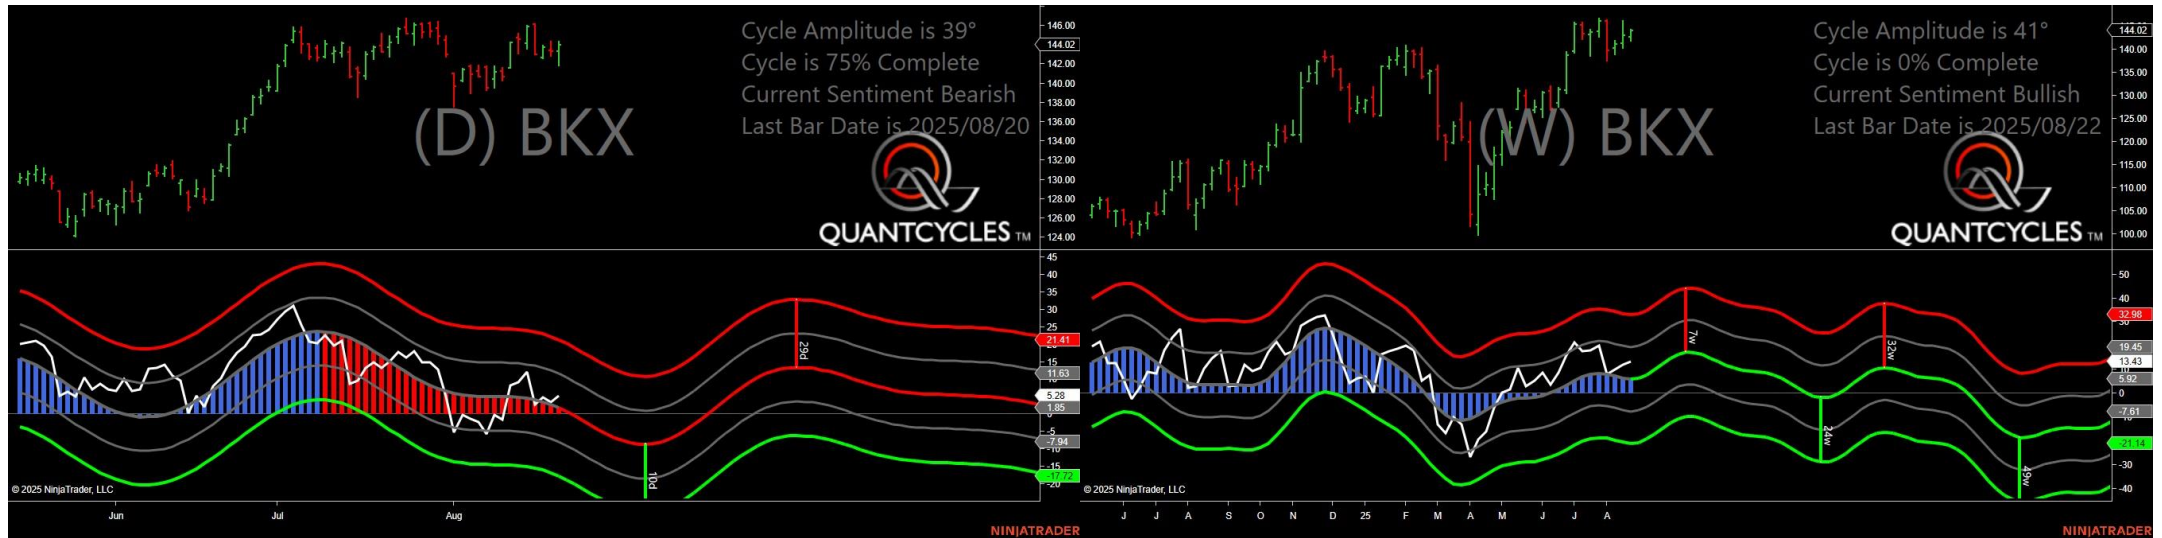 Cycle Amplitude is 39°
Cycle is 75% Complete
Current Sentiment Bearish
Last Bar Date is 2025/08/20
(D) BKX
QUANTCYCLES TM
146.00
144.02
142.00
140.00
138.00
136.00
134.00
132.00
130.00
128.00
126.00
124.00
45
40
35
30
25
21.41
15
11.63
5.28
1.85
-5
-7.94
-10
-15
-17.72
-20
29d
10d
© 2025 NinjaTrader, LLC
Jun
Jul
Aug
NINJATRADER
Cycle Amplitude is 41°
Cycle is 0% Complete
Current Sentiment Bullish
Last Bar Date is 2025/08/22
(W) BKX
QUANTCYCLES TM
144.02
140.00
135.00
130.00
125.00
120.00
115.00
110.00
105.00
100.00
50
40
32.98
30
19.45
13.43
5.92
0
-7.61
-21.14
-30
-40
7w
32w
24w
49w
© 2025 NinjaTrader, LLC
J J A S O N D 25 F M A M J J A
NINJATRADER